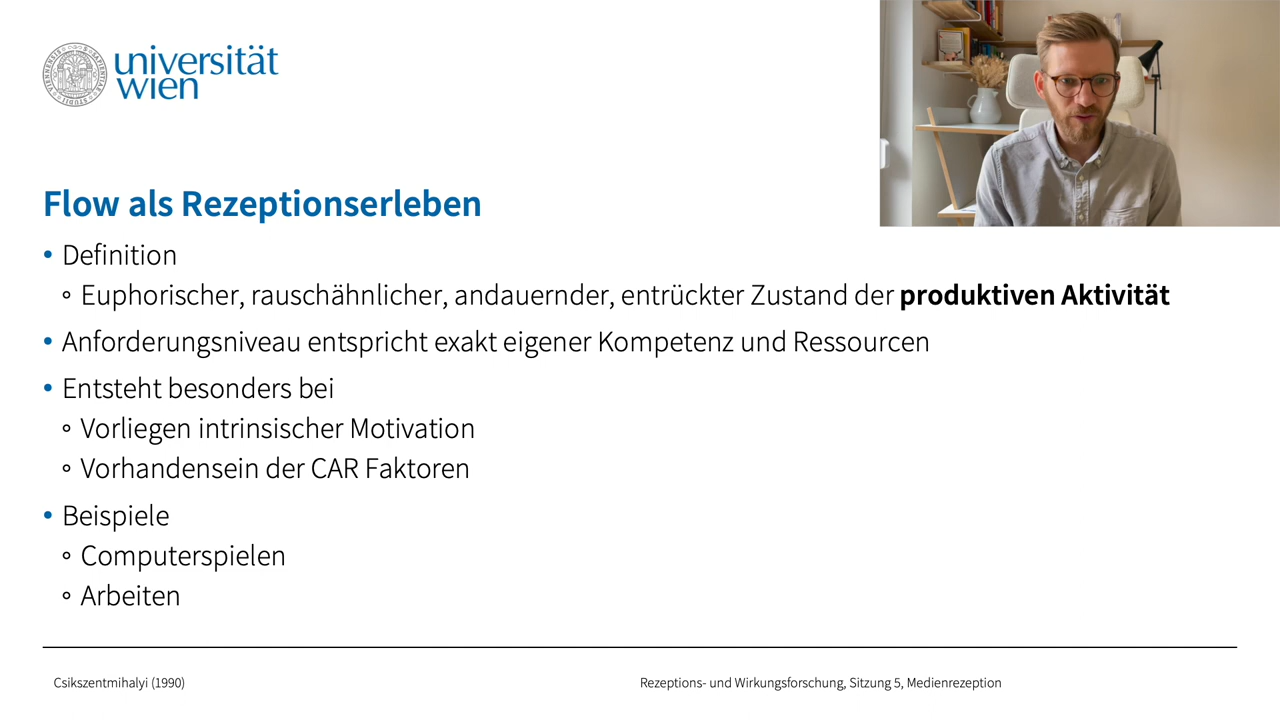 universität
wien
Flow als Rezeptionserleben
• Definition
◦ Euphorischer, rauschähnlicher, andauernder, entrückter Zustand der produktiven Aktivität
• Anforderungsniveau entspricht exakt eigener Kompetenz und Ressourcen
• Entsteht besonders bei
◦ Vorliegen intrinsischer Motivation
◦ Vorhandensein der CAR Faktoren
• Beispiele
◦ Computerspielen
◦ Arbeiten
Csikszentmihalyi (1990)
Rezeptions- und Wirkungsforschung, Sitzung 5, Medienrezeption